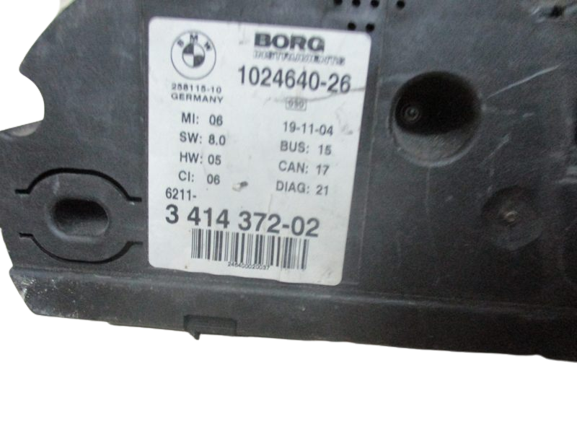 BMW
BORG
INSTRUMENTS
1024640-26
258115-10
GERMANY
MI: 06
19-11-04
SW: 8.0
BUS: 15
HW: 05
CAN: 17
CI: 06
DIAG: 21
6211-
3 414 372-02